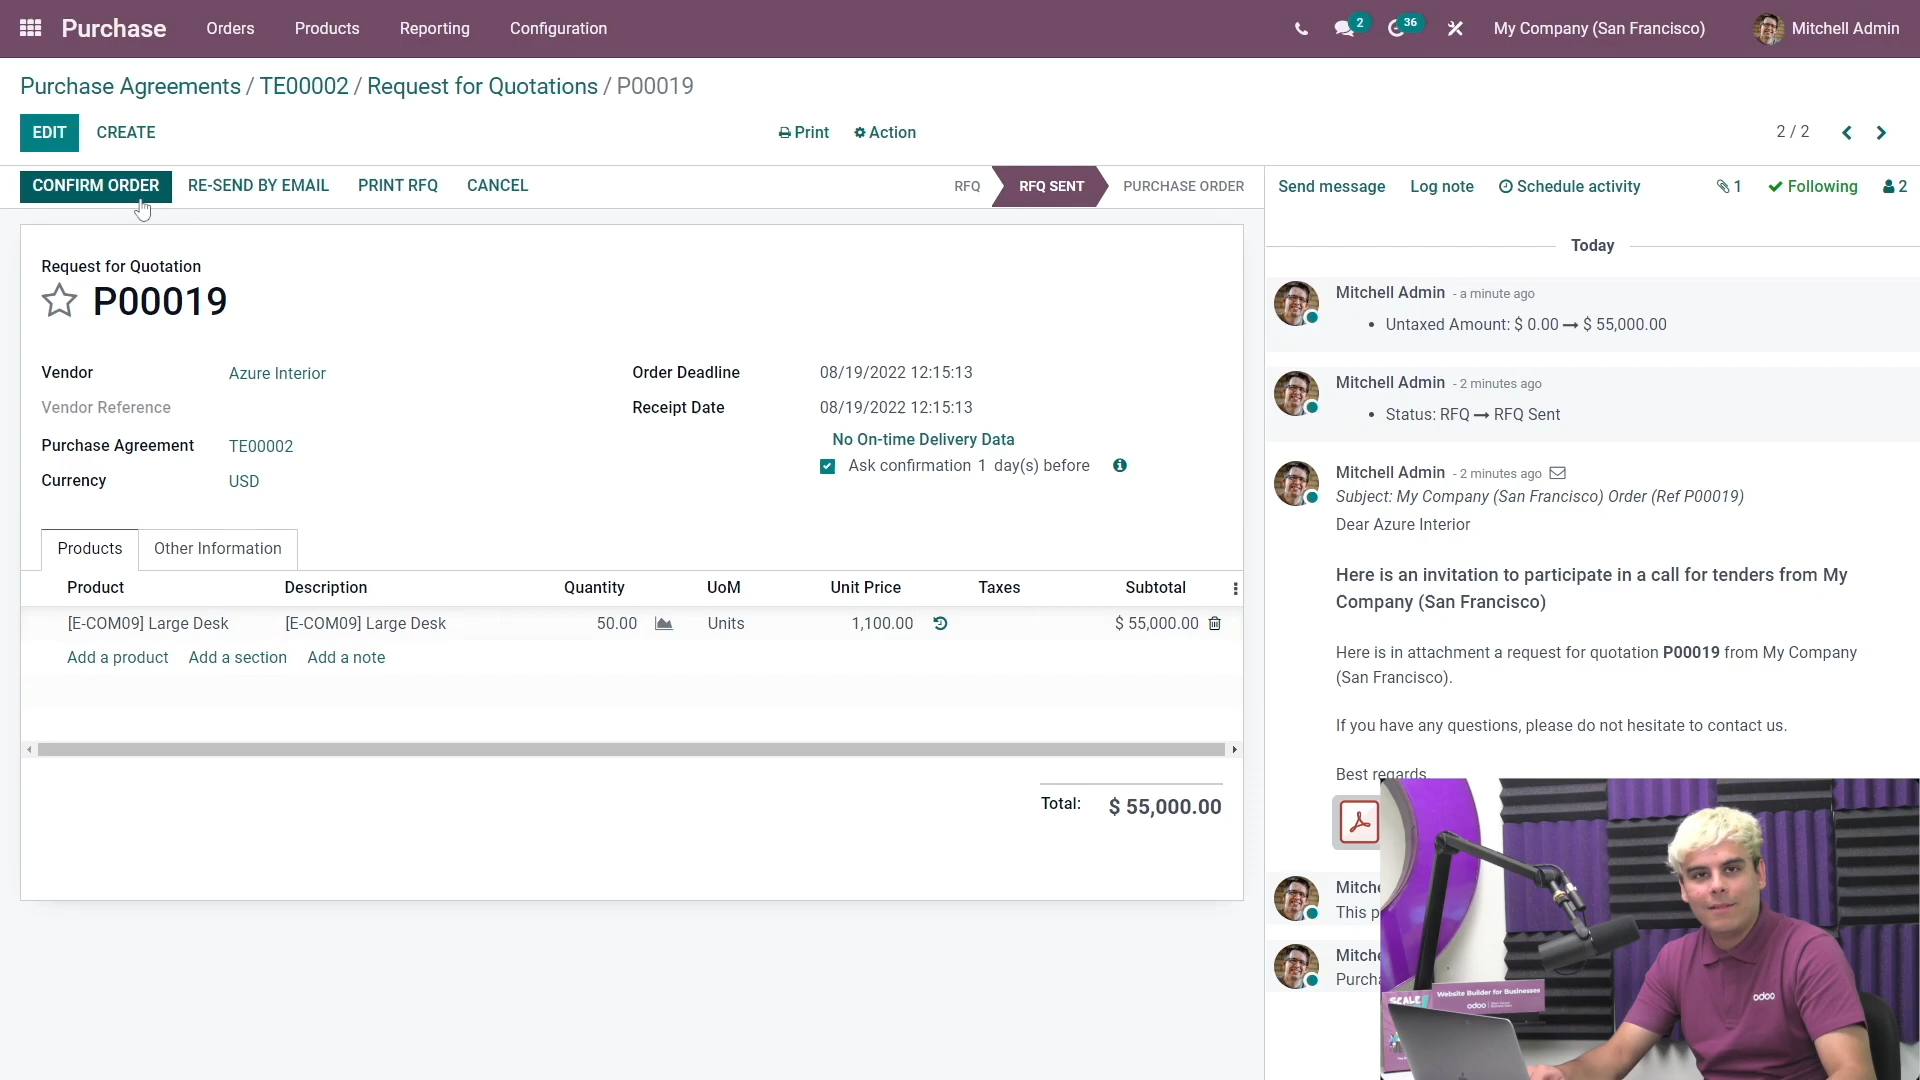 Purchase Orders Products Reporting Configuration 2 36 My Company (San Francisco) Mitchell Admin
Purchase Agreements / TE00002 / Request for Quotations / P00019
EDIT CREATE Print Action 2 / 2
CONFIRM ORDER RE-SEND BY EMAIL PRINT RFQ CANCEL RFQ RFQ SENT PURCHASE ORDER
Request for Quotation
P00019
Vendor Azure Interior
Vendor Reference
Purchase Agreement TE00002
Currency USD
Order Deadline 08/19/2022 12:15:13
Receipt Date 08/19/2022 12:15:13
No On-time Delivery Data
Ask confirmation 1 day(s) before
Products Other Information
Product Description Quantity UoM Unit Price Taxes Subtotal
[E-COM09] Large Desk [E-COM09] Large Desk 50.00 Units 1,100.00 $ 55,000.00
Add a product Add a section Add a note
Total: $ 55,000.00
Send message Log note Schedule activity 1 Following 2
Today
Mitchell Admin - a minute ago
• Untaxed Amount: $ 0.00 → $ 55,000.00
Mitchell Admin - 2 minutes ago
• Status: RFQ → RFQ Sent
Mitchell Admin - 2 minutes ago
Subject: My Company (San Francisco) Order (Ref P00019)
Dear Azure Interior
Here is an invitation to participate in a call for tenders from My
Company (San Francisco)
Here is in attachment a request for quotation P00019 from My Company
(San Francisco).
If you have any questions, please do not hesitate to contact us.
Best regards,
Mitche
This p
Mitche
Purcha
SCALE
Website Builder for Businesses
odoo
odoo